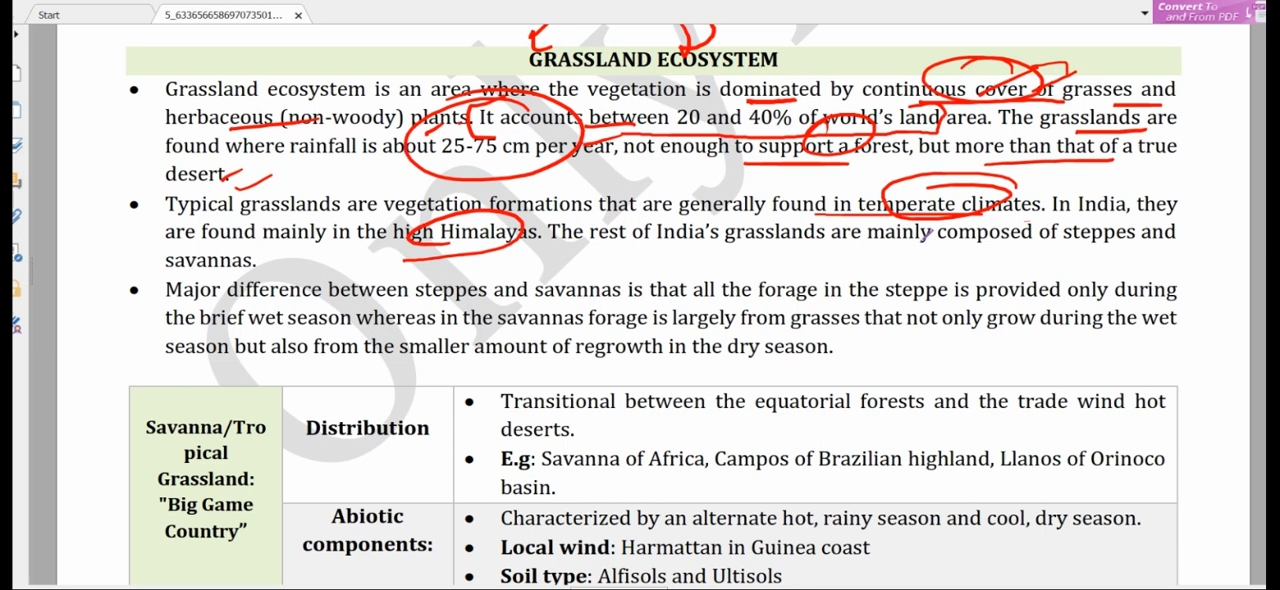 Start
5_633656658697073501...
Convert To
and From PDF
GRASSLAND ECOSYSTEM
• Grassland ecosystem is an area where the vegetation is dominated by continuous cover of grasses and
herbaceous (non-woody) plants. It accounts between 20 and 40% of world's land area. The grasslands are
found where rainfall is about 25-75 cm per year, not enough to support a forest, but more than that of a true
desert.
• Typical grasslands are vegetation formations that are generally found in temperate climates. In India, they
are found mainly in the high Himalayas. The rest of India's grasslands are mainly composed of steppes and
savannas.
• Major difference between steppes and savannas is that all the forage in the steppe is provided only during
the brief wet season whereas in the savannas forage is largely from grasses that not only grow during the wet
season but also from the smaller amount of regrowth in the dry season.
Savanna/Tro
pical
Grassland:
"Big Game
Country”
Distribution
• Transitional between the equatorial forests and the trade wind hot
deserts.
• E.g: Savanna of Africa, Campos of Brazilian highland, Llanos of Orinoco
basin.
Abiotic
components:
• Characterized by an alternate hot, rainy season and cool, dry season.
• Local wind: Harmattan in Guinea coast
• Soil type: Alfisols and Ultisols
Only